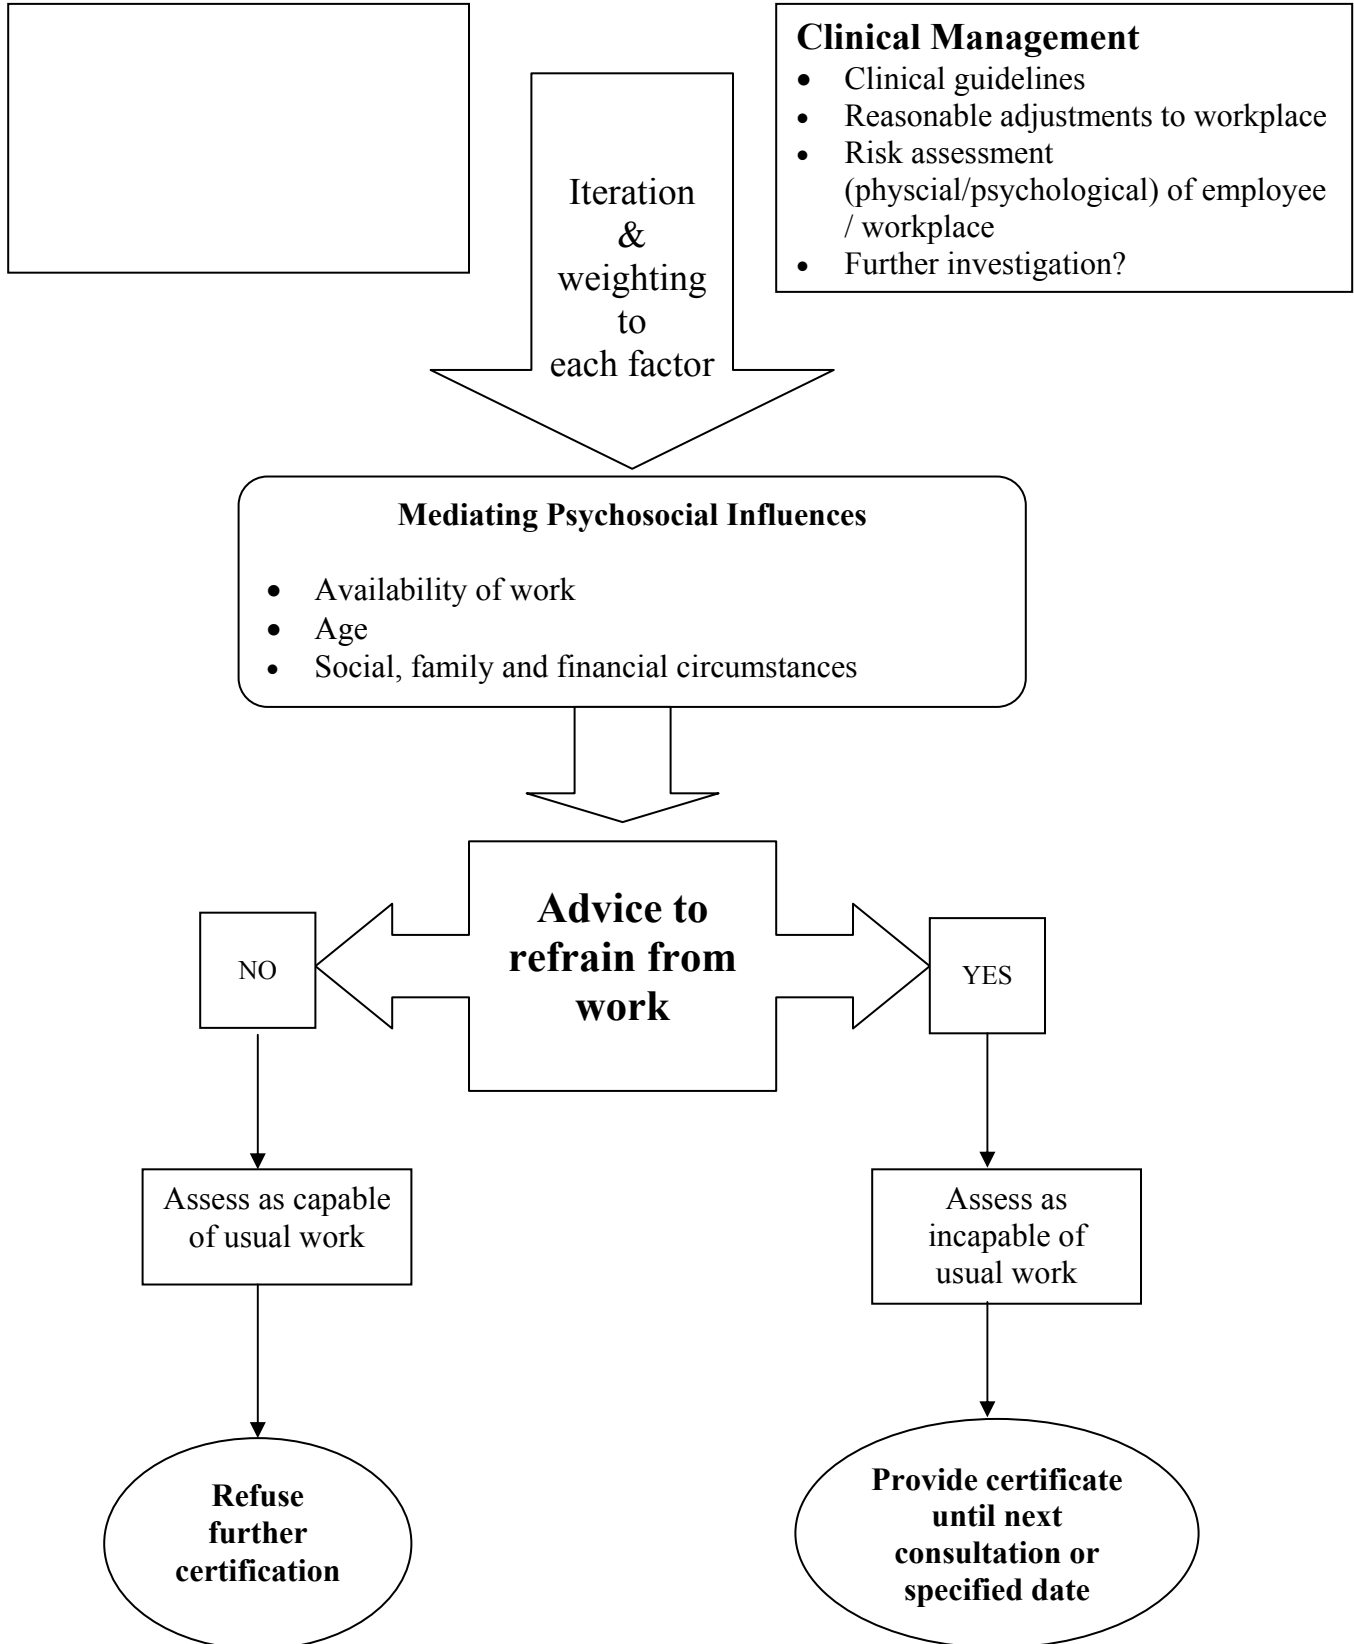 Clinical Management
• Clinical guidelines
• Reasonable adjustments to workplace
• Risk assessment
(physcial/psychological) of employee
/ workplace
• Further investigation?
Iteration
&
weighting
to
each factor
Mediating Psychosocial Influences
• Availability of work
• Age
• Social, family and financial circumstances
Advice to
refrain from
work
NO
YES
Assess as capable
of usual work
Assess as
incapable of
usual work
Refuse
further
certification
Provide certificate
until next
consultation or
specified date